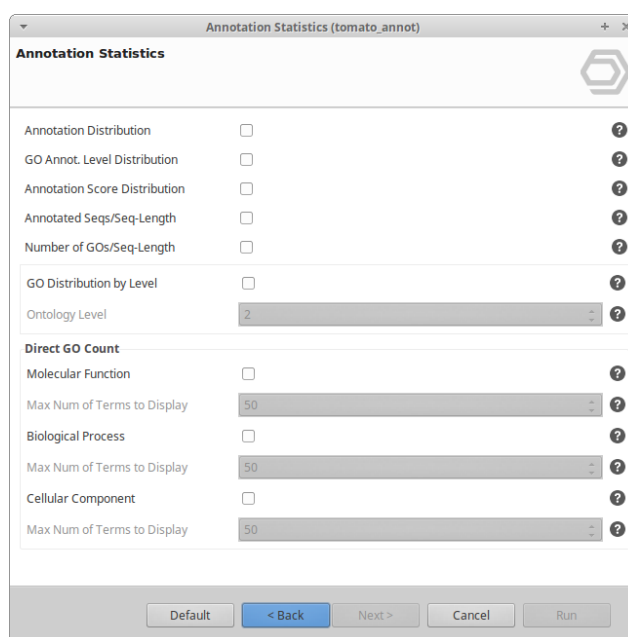 Annotation Statistics (tomato_annot)
Annotation Statistics
Annotation Distribution
GO Annot. Level Distribution
Annotation Score Distribution
Annotated Seqs/Seq-Length
Number of GOs/Seq-Length
GO Distribution by Level
Ontology Level 2
Direct GO Count
Molecular Function
Max Num of Terms to Display 50
Biological Process
Max Num of Terms to Display 50
Cellular Component
Max Num of Terms to Display 50
Default < Back Next > Cancel Run